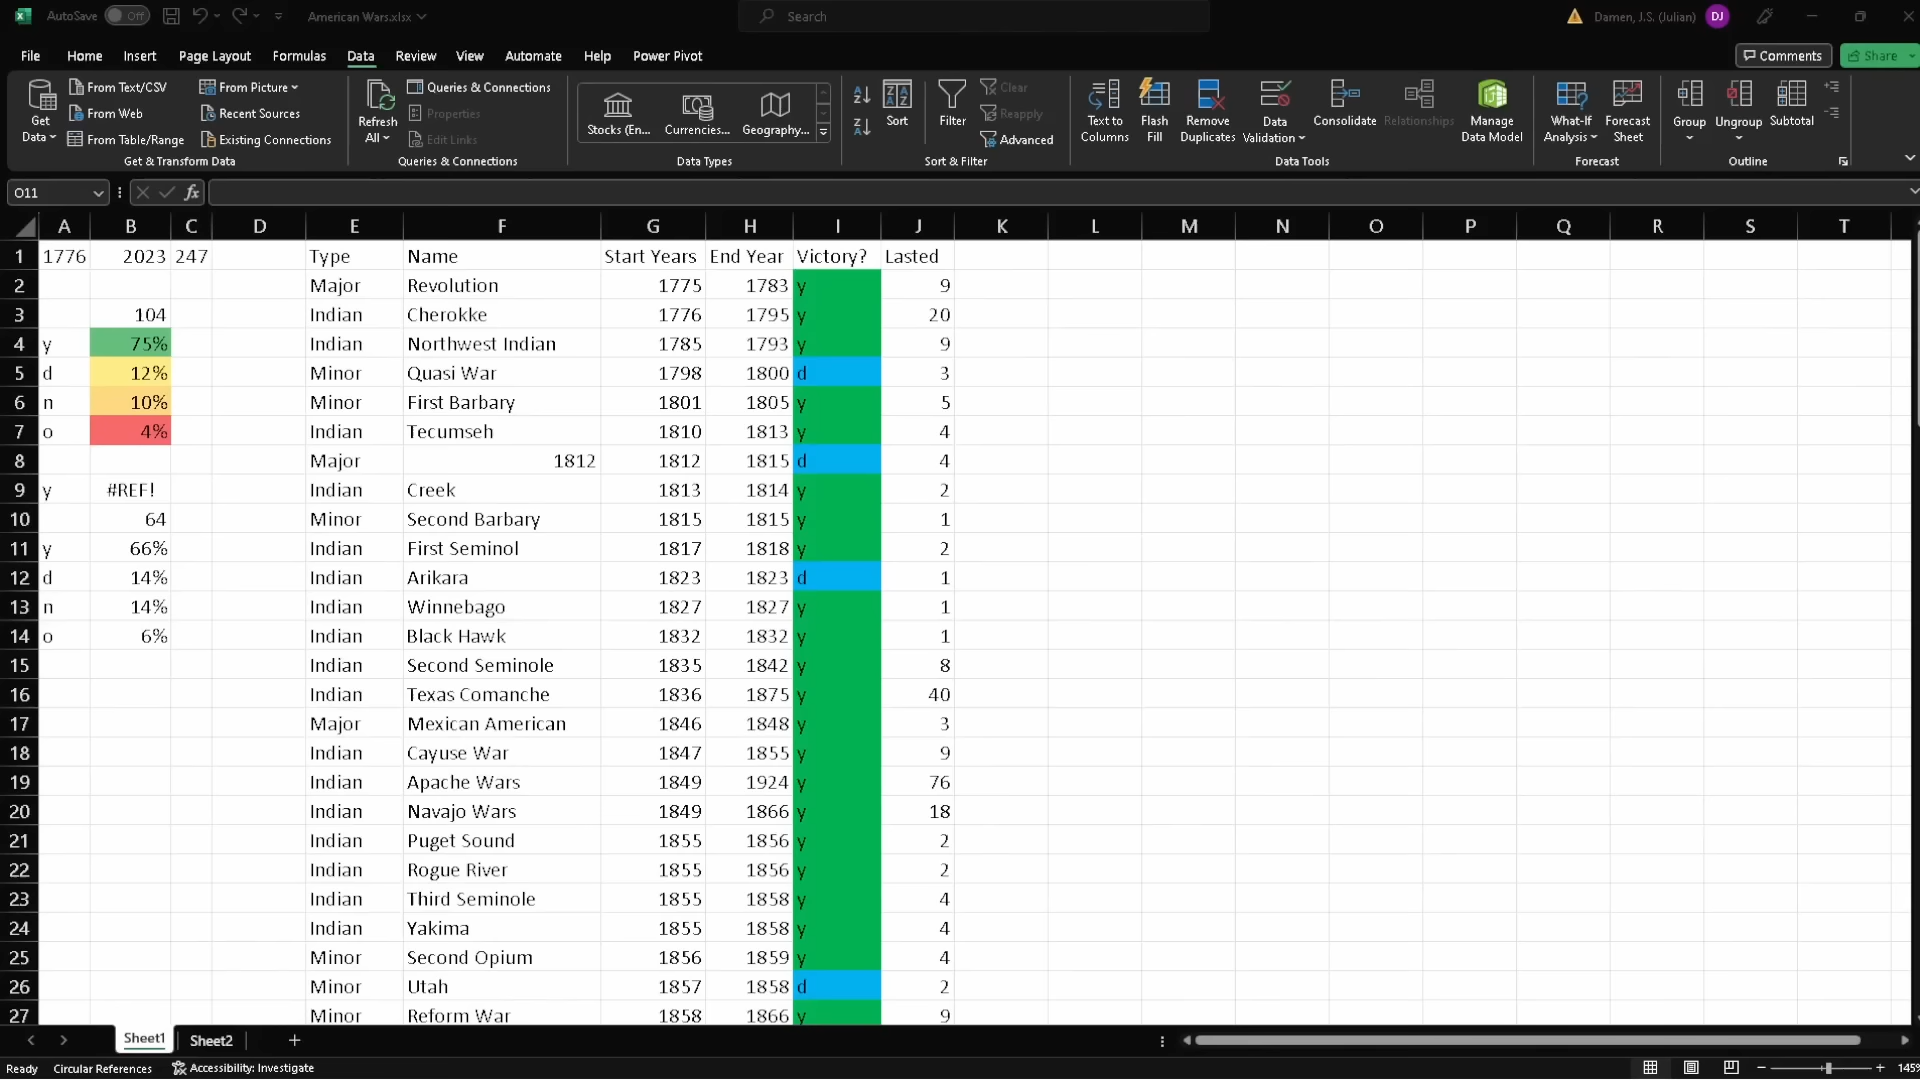 AutoSave Off American Wars.xlsx Search Damen, J.S. (Julian) DJ
File Home Insert Page Layout Formulas Data Review View Automate Help Power Pivot Comments Share
Get Data From Text/CSV From Web From Table/Range From Picture Recent Sources Existing Connections
Refresh All Queries & Connections Properties Edit Links
Stocks (En... Currencies... Geography...
Sort Filter Clear Reapply Advanced
Text to Columns Flash Fill Remove Duplicates Data Validation Consolidate Relationships Manage Data Model
What-If Analysis Forecast Sheet Group Ungroup Subtotal
Get & Transform Data Queries & Connections Data Types Sort & Filter Data Tools Forecast Outline
O11 fx
A B C D E F G H I J K L M N O P Q R S T
1 1776 2023 247 Type Name Start Years End Year Victory? Lasted
2 Major Revolution 1775 1783 y 9
3 104 Indian Cherokke 1776 1795 y 20
4 y 75% Indian Northwest Indian 1785 1793 y 9
5 d 12% Minor Quasi War 1798 1800 d 3
6 n 10% Minor First Barbary 1801 1805 y 5
7 o 4% Indian Tecumseh 1810 1813 y 4
8 Major 1812 1812 1815 d 4
9 y #REF! Indian Creek 1813 1814 y 2
10 64 Minor Second Barbary 1815 1815 y 1
11 y 66% Indian First Seminol 1817 1818 y 2
12 d 14% Indian Arikara 1823 1823 d 1
13 n 14% Indian Winnebago 1827 1827 y 1
14 o 6% Indian Black Hawk 1832 1832 y 1
15 Indian Second Seminole 1835 1842 y 8
16 Indian Texas Comanche 1836 1875 y 40
17 Major Mexican American 1846 1848 y 3
18 Indian Cayuse War 1847 1855 y 9
19 Indian Apache Wars 1849 1924 y 76
20 Indian Navajo Wars 1849 1866 y 18
21 Indian Puget Sound 1855 1856 y 2
22 Indian Rogue River 1855 1856 y 2
23 Indian Third Seminole 1855 1858 y 4
24 Indian Yakima 1855 1858 y 4
25 Minor Second Opium 1856 1859 y 4
26 Minor Utah 1857 1858 d 2
27 Minor Reform War 1858 1866 y 9
Sheet1 Sheet2
Ready Circular References Accessibility: Investigate 145%